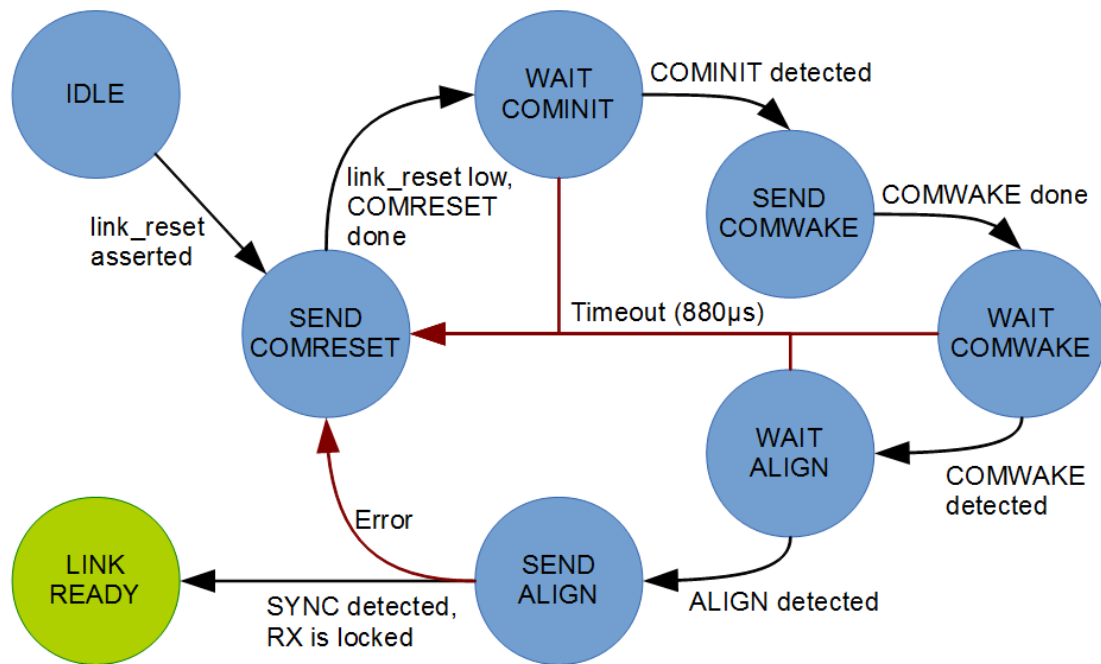 IDLE
link_reset
asserted
SEND
COMRESET
link_reset low,
COMRESET
done
WAIT
COMINIT
COMINIT detected
SEND
COMWAKE
COMWAKE done
WAIT
COMWAKE
Timeout (880µs)
COMWAKE
detected
WAIT
ALIGN
ALIGN detected
SEND
ALIGN
Error
SYNC detected,
RX is locked
LINK
READY